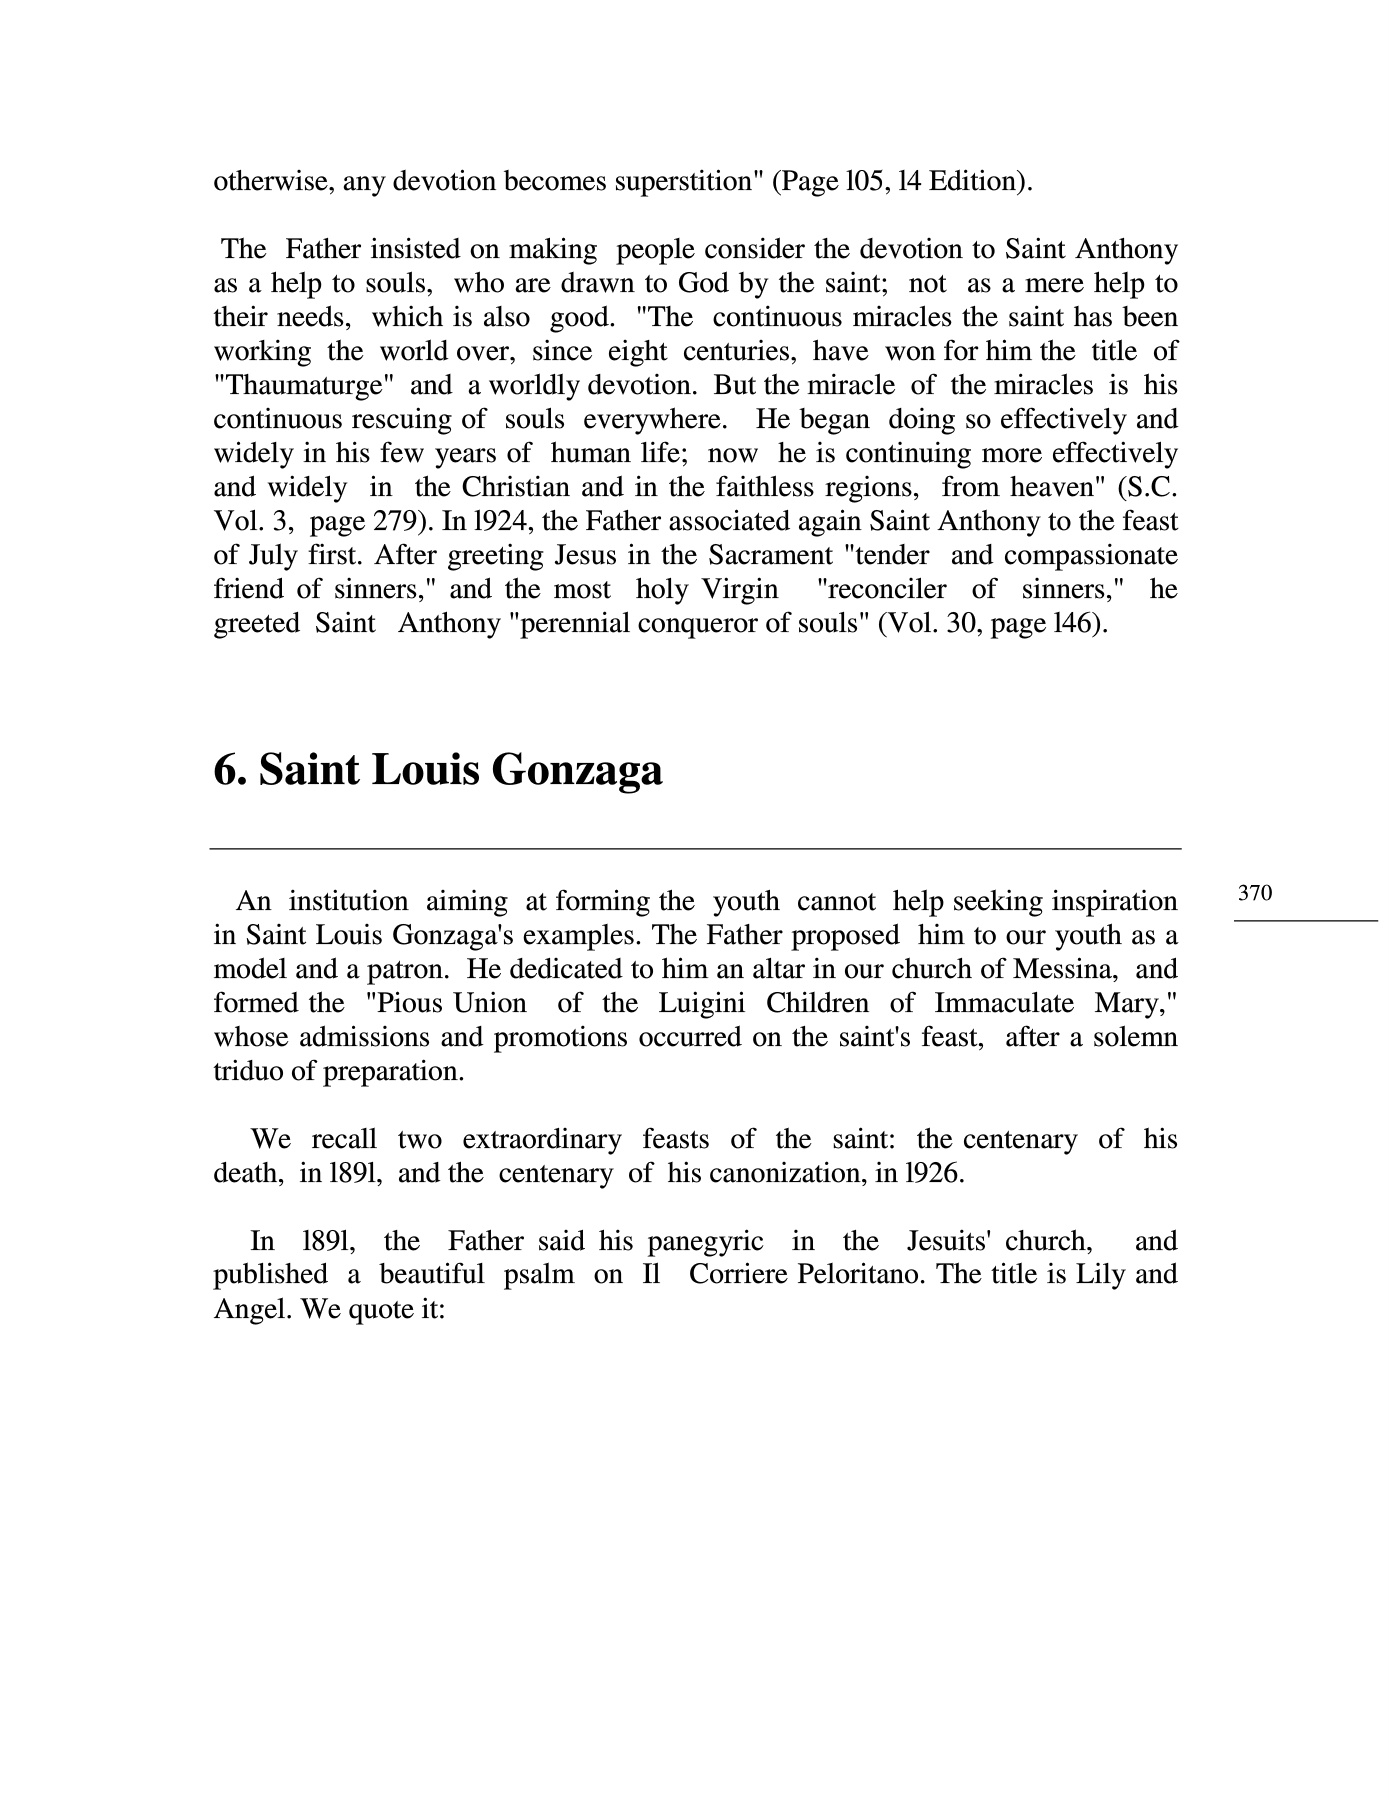 otherwise, any devotion becomes superstition" (Page l05, l4 Edition).
The Father insisted on making people consider the devotion to Saint Anthony
as a help to souls, who are drawn to God by the saint; not as a mere help to
their needs, which is also good. "The continuous miracles the saint has been
working the world over, since eight centuries, have won for him the title of
"Thaumaturge" and a worldly devotion. But the miracle of the miracles is his
continuous rescuing of souls everywhere. He began doing so effectively and
widely in his few years of human life; now he is continuing more effectively
and widely in the Christian and in the faithless regions, from heaven" (S.C.
Vol. 3, page 279). In l924, the Father associated again Saint Anthony to the feast
of July first. After greeting Jesus in the Sacrament "tender and compassionate
friend of sinners," and the most holy Virgin "reconciler of sinners," he
greeted Saint Anthony "perennial conqueror of souls" (Vol. 30, page l46).
6. Saint Louis Gonzaga
370
An institution aiming at forming the youth cannot help seeking inspiration
in Saint Louis Gonzaga's examples. The Father proposed him to our youth as a
model and a patron. He dedicated to him an altar in our church of Messina, and
formed the "Pious Union of the Luigini Children of Immaculate Mary,"
whose admissions and promotions occurred on the saint's feast, after a solemn
triduo of preparation.
We recall two extraordinary feasts of the saint: the centenary of his
death, in l89l, and the centenary of his canonization, in l926.
In l89l, the Father said his panegyric in the Jesuits' church, and
published a beautiful psalm on Il Corriere Peloritano. The title is Lily and
Angel. We quote it: